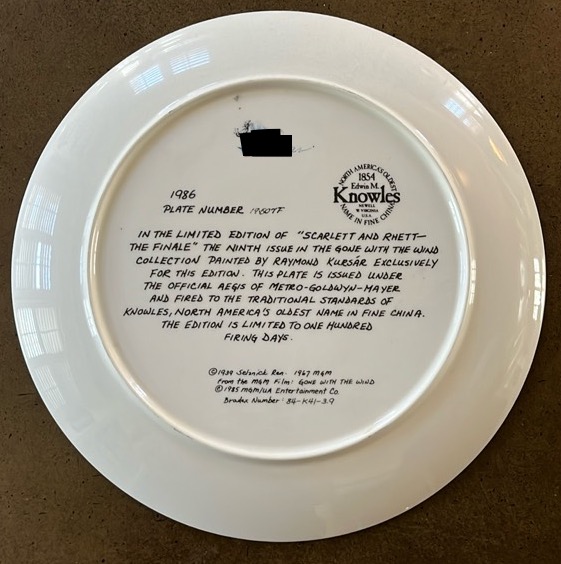 NORTH AMERICA'S OLDEST
1854
Edwin M.
Knowles
NEWELL
W VIRGINIA
U.S.A.
NAME IN FINE CHINA
1986
PLATE NUMBER 19607F
IN THE LIMITED EDITION OF "SCARLETT AND RHETT—
THE FINALE" THE NINTH ISSUE IN THE GONE WITH THE WIND
COLLECTION PAINTED BY RAYMOND KURSÁR EXCLUSIVELY
FOR THIS EDITION. THIS PLATE IS ISSUED UNDER
THE OFFICIAL AEGIS OF METRO-GOLDWYN-MAYER
AND FIRED TO THE TRADITIONAL STANDARDS OF
KNOWLES, NORTH AMERICA'S OLDEST NAME IN FINE CHINA.
THE EDITION IS LIMITED TO ONE HUNDRED
FIRING DAYS.
©1939 Selznick Ren. 1967 MGM
From the MGM Film: GONE WITH THE WIND
©1985 MGM/UA Entertainment Co.
Bradex Number: 84-K41-3.9